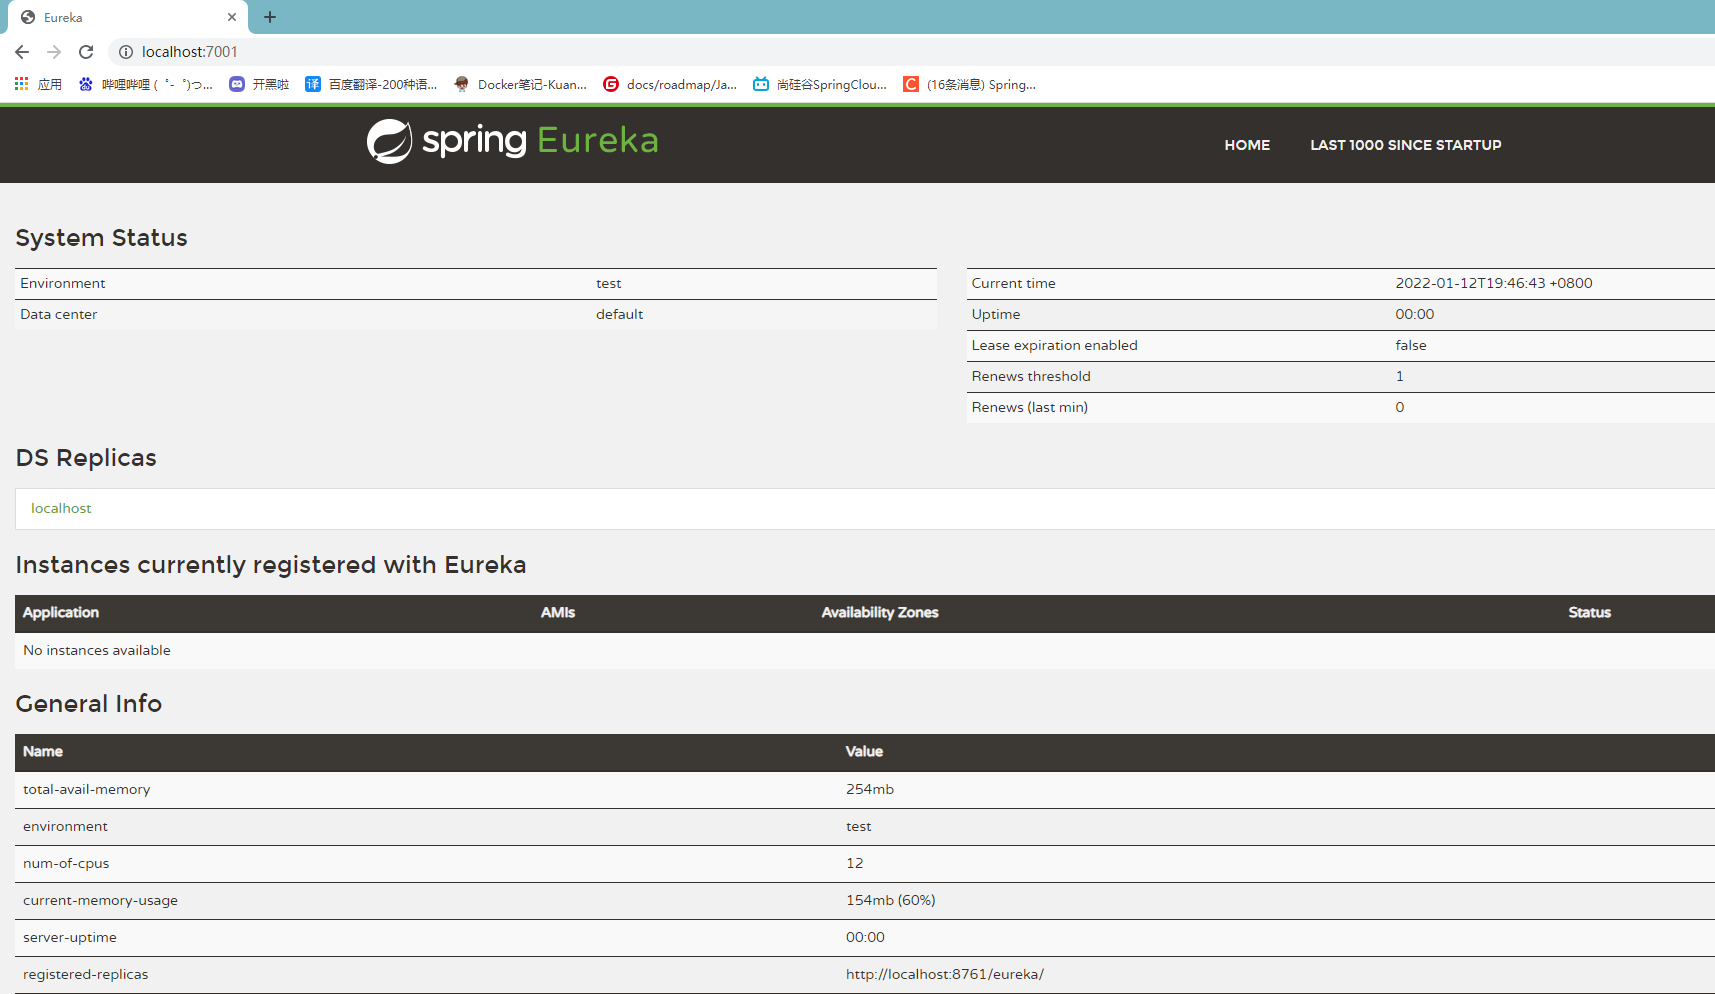 Eureka
localhost:7001
应用 哔哩哔哩 ( ゜- ゜)つ... 开黑啦 百度翻译-200种语... Docker笔记-Kuan... docs/roadmap/Ja... 尚硅谷SpringClou... (16条消息) Spring...
spring Eureka HOME LAST 1000 SINCE STARTUP
System Status
Environment test Current time 2022-01-12T19:46:43 +0800
Data center default Uptime 00:00
Lease expiration enabled false
Renews threshold 1
Renews (last min) 0
DS Replicas
localhost
Instances currently registered with Eureka
Application AMIs Availability Zones Status
No instances available
General Info
Name Value
total-avail-memory 254mb
environment test
num-of-cpus 12
current-memory-usage 154mb (60%)
server-uptime 00:00
registered-replicas http://localhost:8761/eureka/